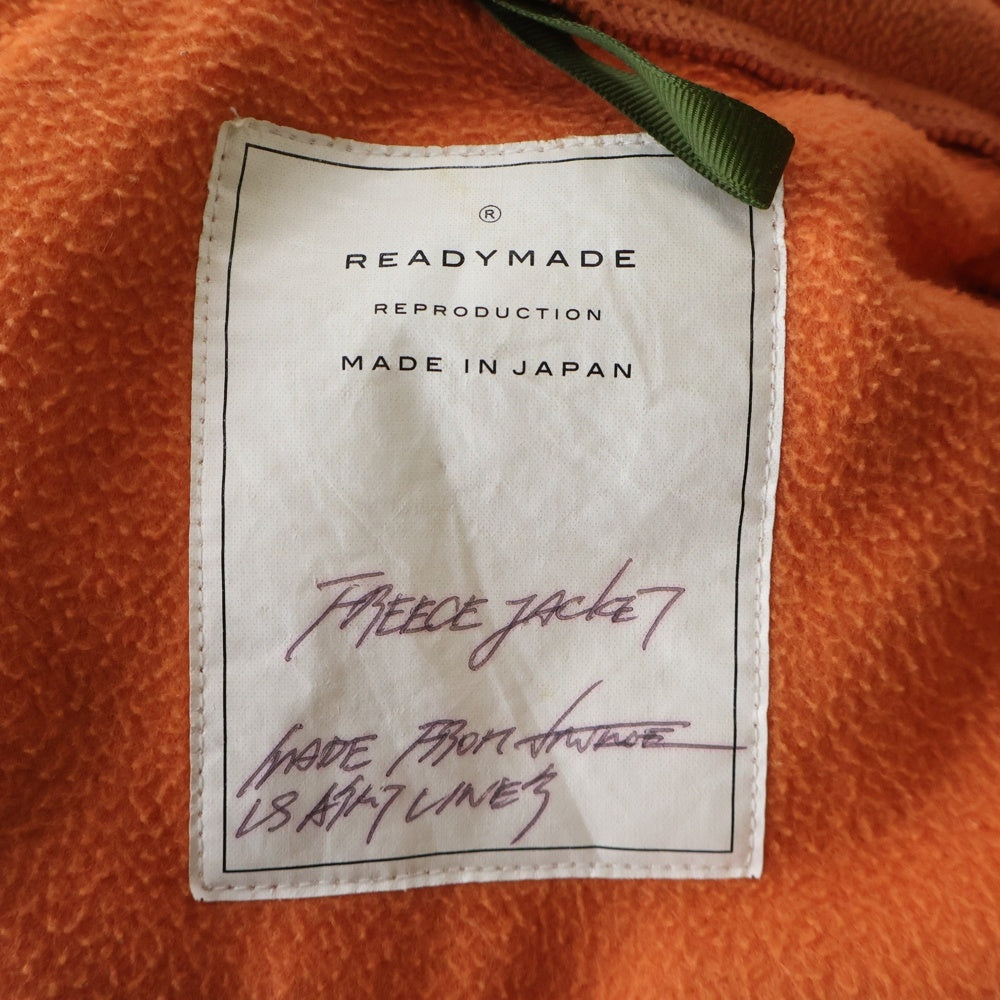 ®
READYMADE
REPRODUCTION
MADE IN JAPAN
FREECE JACKET
MADE FROM
US ARMY LINER